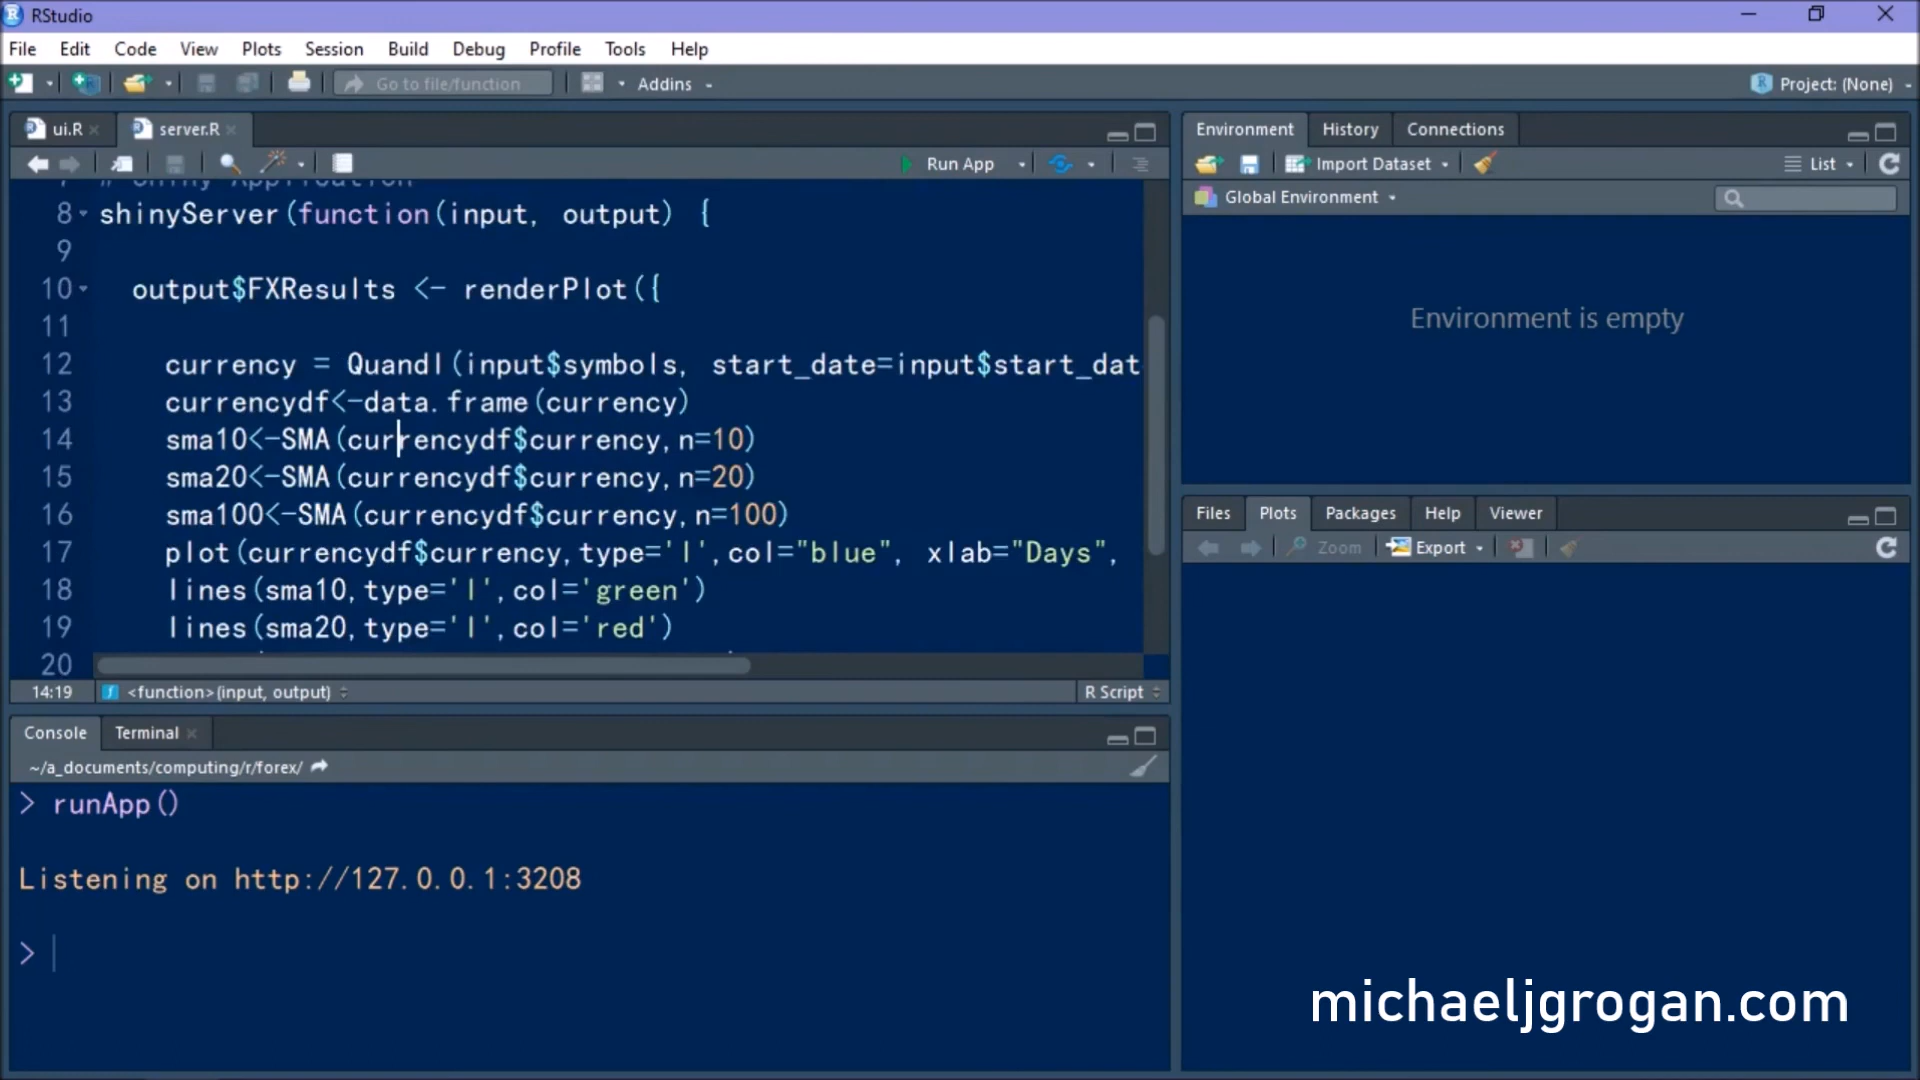 RStudio
File Edit Code View Plots Session Build Debug Profile Tools Help
Go to file/function Addins Project: (None)
ui.R server.R
Run App
# Shiny Application
8 shinyServer(function(input, output) {
9
10 output$FXResults <- renderPlot({
11
12 currency = Quandl(input$symbols, start_date=input$start_dat
13 currencydf<-data.frame(currency)
14 sma10<-SMA(currencydf$currency,n=10)
15 sma20<-SMA(currencydf$currency,n=20)
16 sma100<-SMA(currencydf$currency,n=100)
17 plot(currencydf$currency,type='l',col="blue", xlab="Days",
18 lines(sma10,type='l',col='green')
19 lines(sma20,type='l',col='red')
20
14:19 <function>(input, output) R Script
Console Terminal
~/a_documents/computing/r/forex/
> runApp()
Listening on http://127.0.0.1:3208
>
Environment History Connections
Import Dataset List
Global Environment
Environment is empty
Files Plots Packages Help Viewer
Zoom Export
michaeljgrogan.com